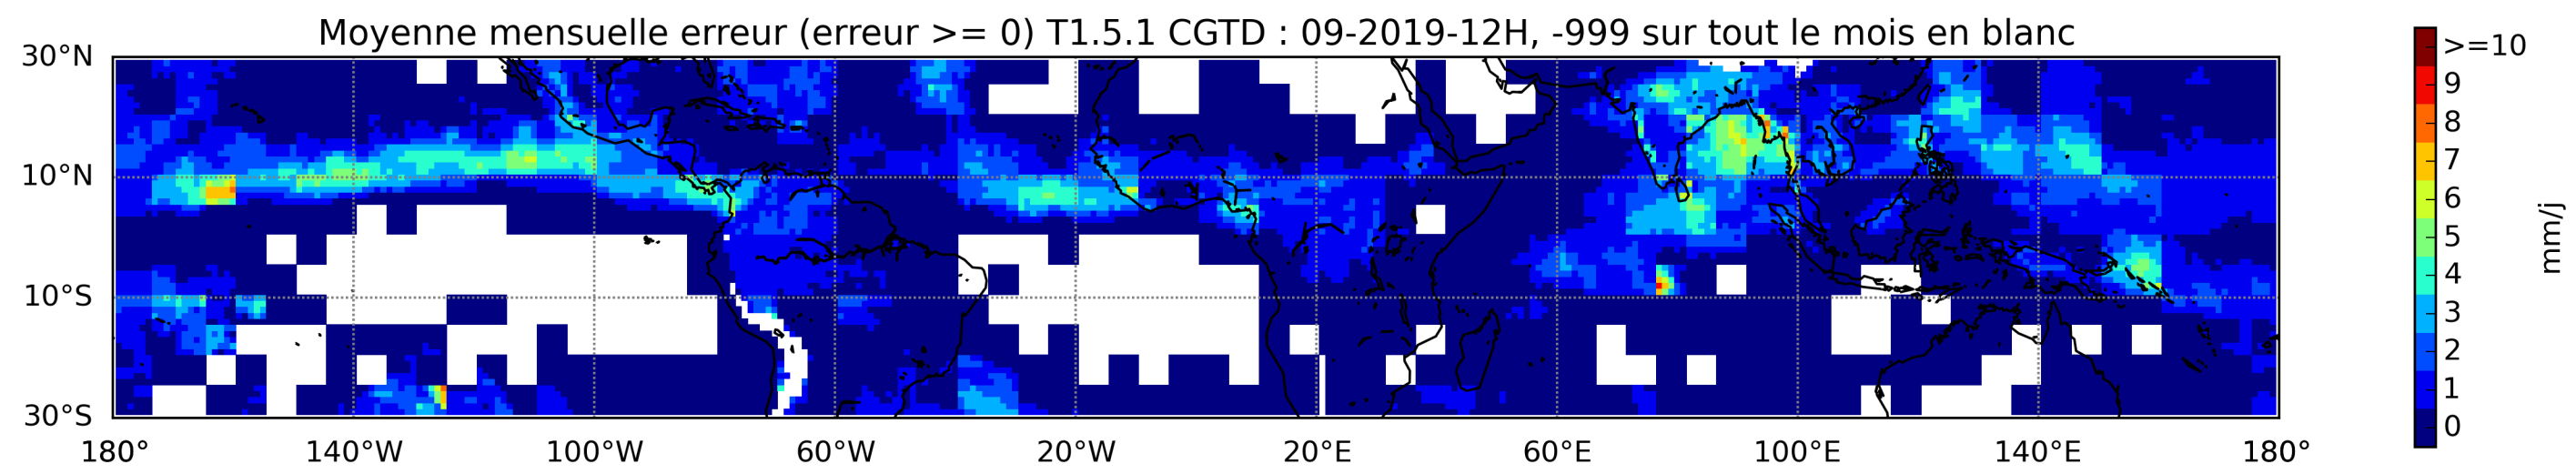 Moyenne mensuelle erreur (erreur >= 0) T1.5.1 CGTD : 09-2019-12H, -999 sur tout le mois en blanc
30°N
10°N
10°S
30°S
180° 140°W 100°W 60°W 20°W 20°E 60°E 100°E 140°E 180°
>=10
9
8
7
6
5
4
3
2
1
0
mm/j